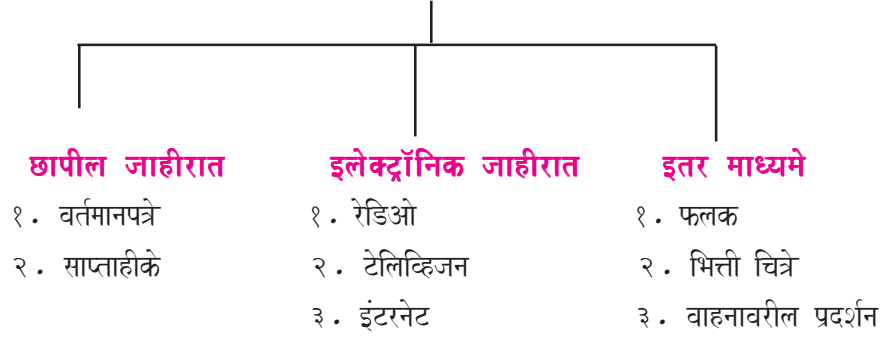 छापील जाहीरात
१. वर्तमानपत्रे
२. साप्ताहीके
इलेक्ट्रॉनिक जाहीरात
१. रेडिओ
२. टेलिव्हिजन
३. इंटरनेट
इतर माध्यमे
१. फलक
२. भित्ती चित्रे
३. वाहनावरील प्रदर्शन